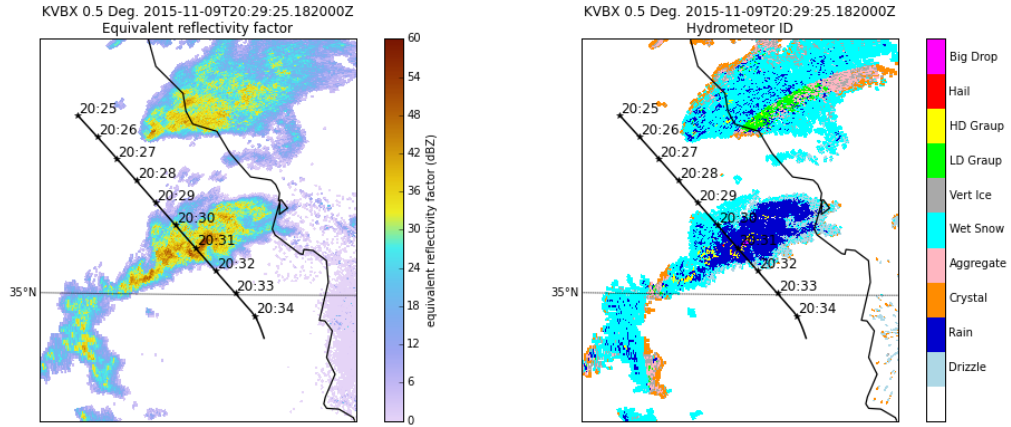 KVBX 0.5 Deg. 2015-11-09T20:29:25.182000Z
Equivalent reflectivity factor
20:25
20:26
20:27
20:28
20:29
20:30
20:31
20:32
20:33
20:34
35°N
60
54
48
42
36
30
24
18
12
6
0
equivalent reflectivity factor (dBZ)
KVBX 0.5 Deg. 2015-11-09T20:29:25.182000Z
Hydrometeor ID
20:25
20:26
20:27
20:28
20:29
20:30
20:31
20:32
20:33
20:34
35°N
Big Drop
Hail
HD Graup
LD Graup
Vert Ice
Wet Snow
Aggregate
Crystal
Rain
Drizzle